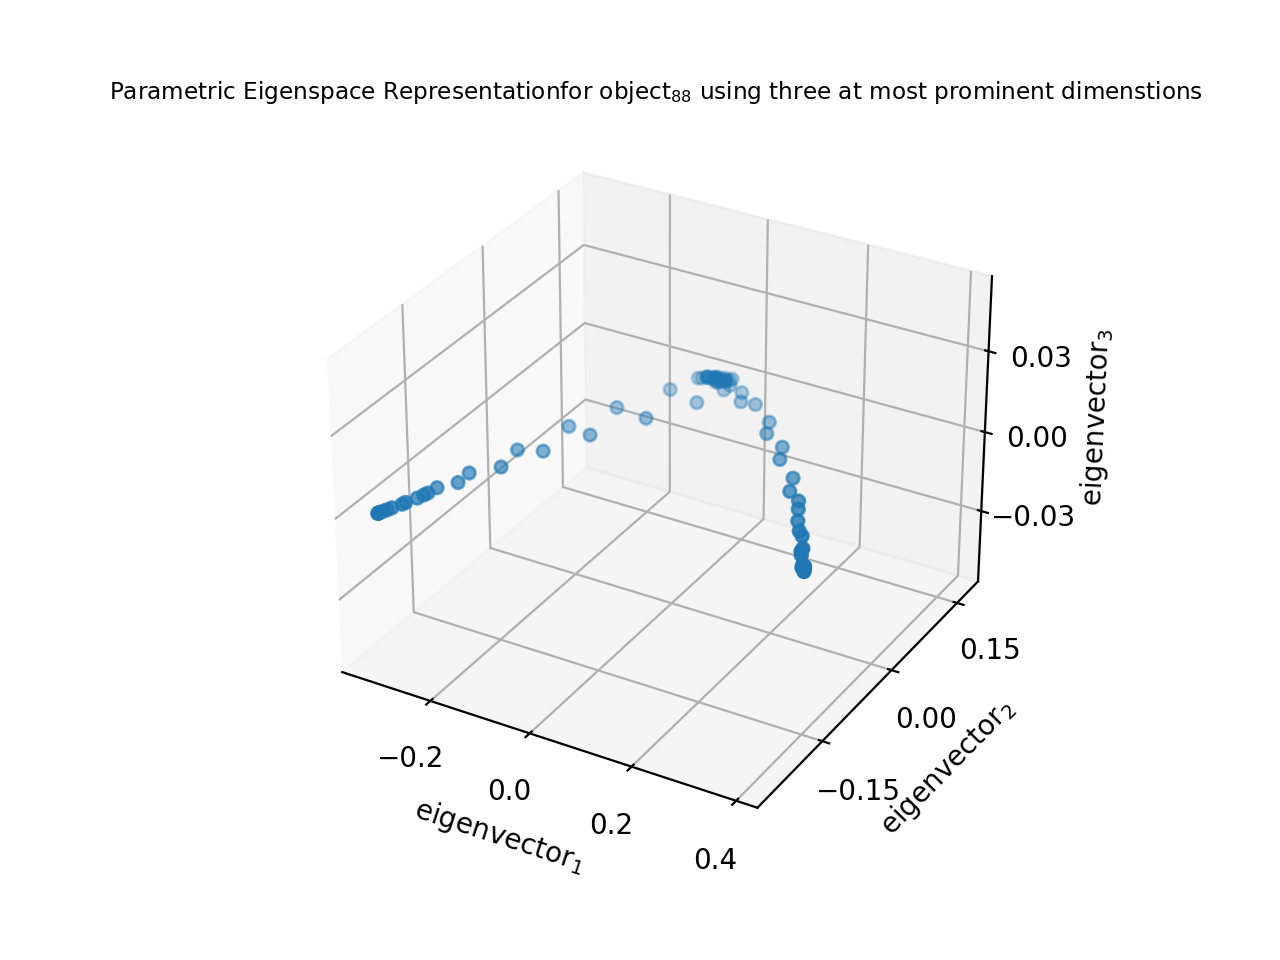 Parametric Eigenspace Representationfor object₈₈ using three at most prominent dimenstions
0.03
0.00
−0.03
eigenvector₃
0.15
0.00
−0.15
eigenvector₂
−0.2
0.0
0.2
0.4
eigenvector₁